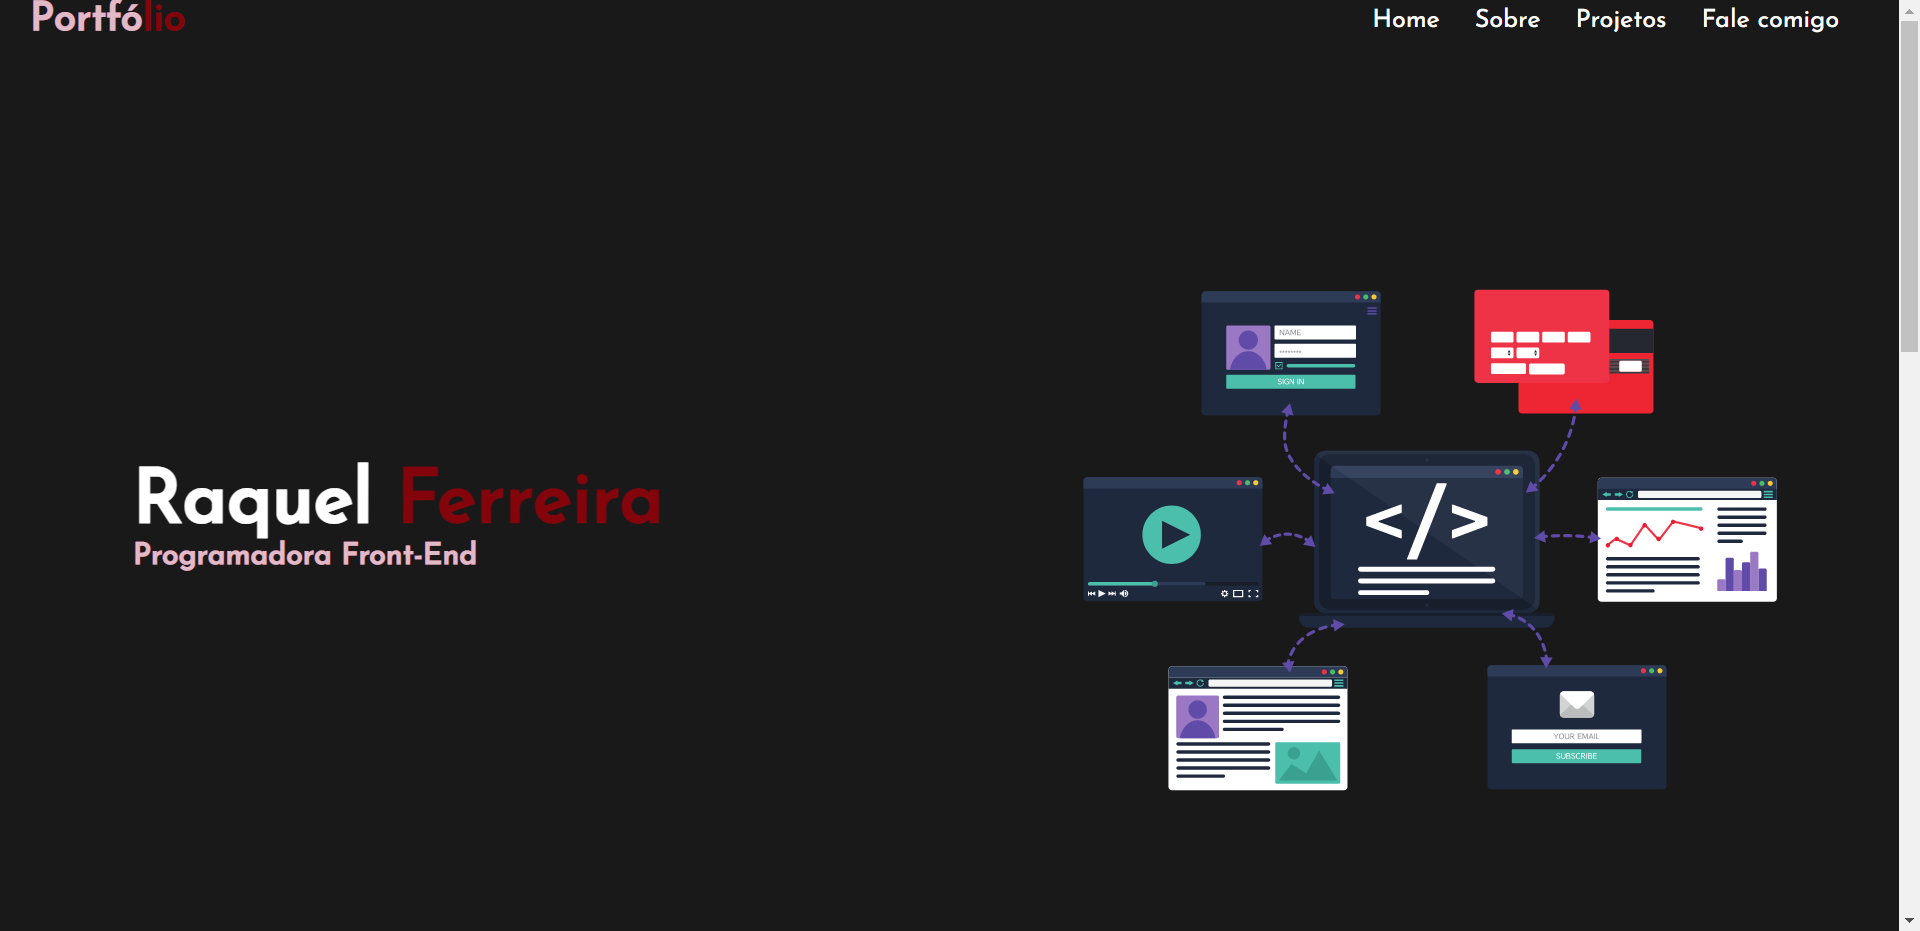 Portfólio
Home Sobre Projetos Fale comigo
Raquel Ferreira
Programadora Front-End
NAME
********
SIGN IN
</>
YOUR EMAIL
SUBSCRIBE